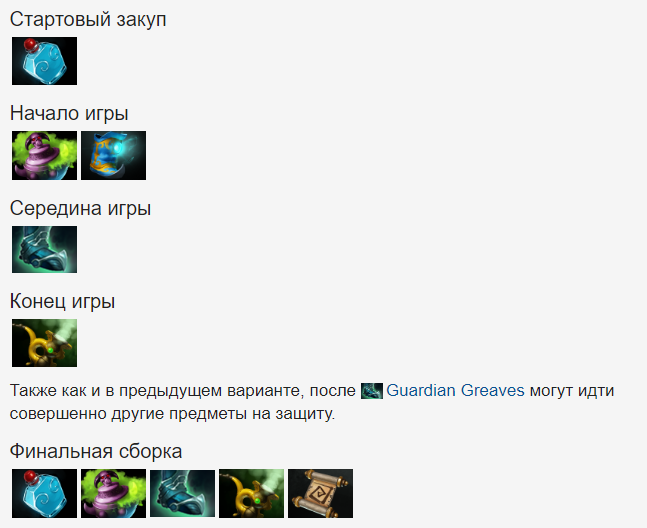 Стартовый закуп
Начало игры
Середина игры
Конец игры
Также как и в предыдущем варианте, после Guardian Greaves могут идти
совершенно другие предметы на защиту.
Финальная сборка